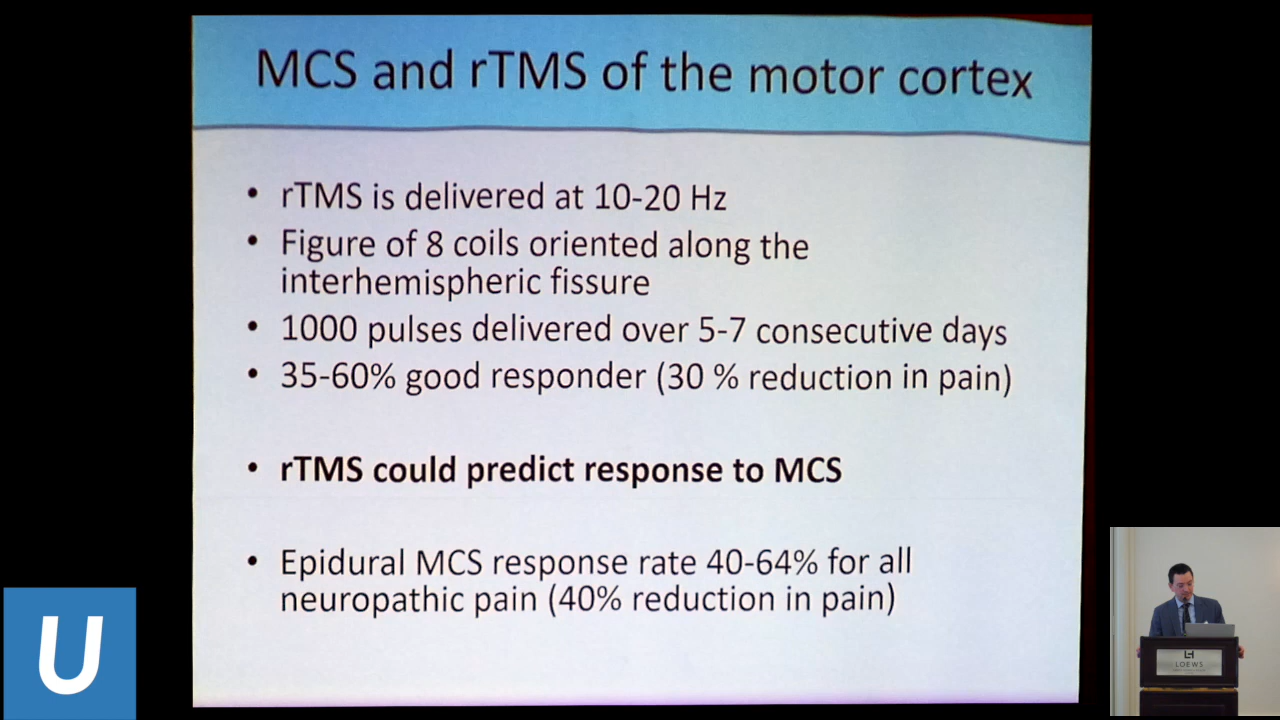 MCS and rTMS of the motor cortex
• rTMS is delivered at 10-20 Hz
• Figure of 8 coils oriented along the
interhemispheric fissure
• 1000 pulses delivered over 5-7 consecutive days
• 35-60% good responder (30 % reduction in pain)
• rTMS could predict response to MCS
• Epidural MCS response rate 40-64% for all
neuropathic pain (40% reduction in pain)
U
LOEWS